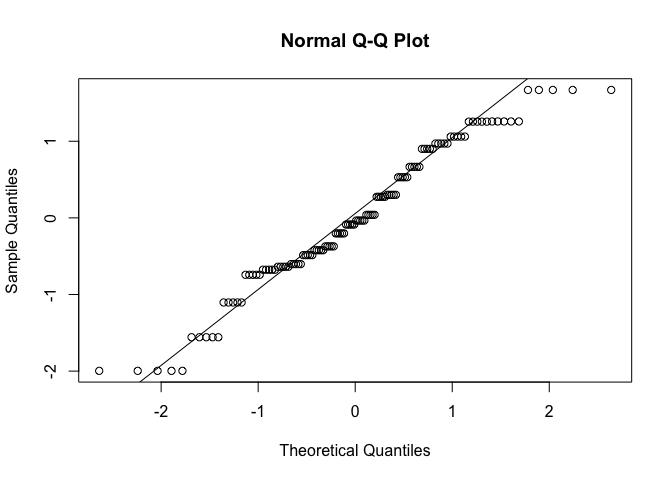 Normal Q-Q Plot
Sample Quantiles
1
0
-1
-2
-2 -1 0 1 2
Theoretical Quantiles